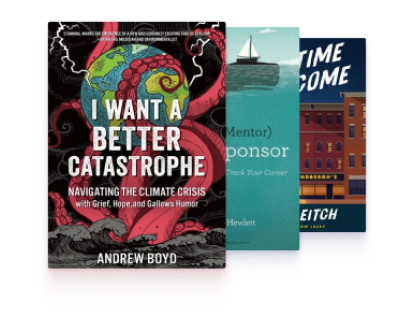 I WANT A
BETTER
CATASTROPHE
NAVIGATING THE CLIMATE CRISIS
with Grief, Hope, and Gallows Humor
ANDREW BOYD
Mentor)
ponsor
Track Your Career
Hewlett
TIME
COME
EITCH